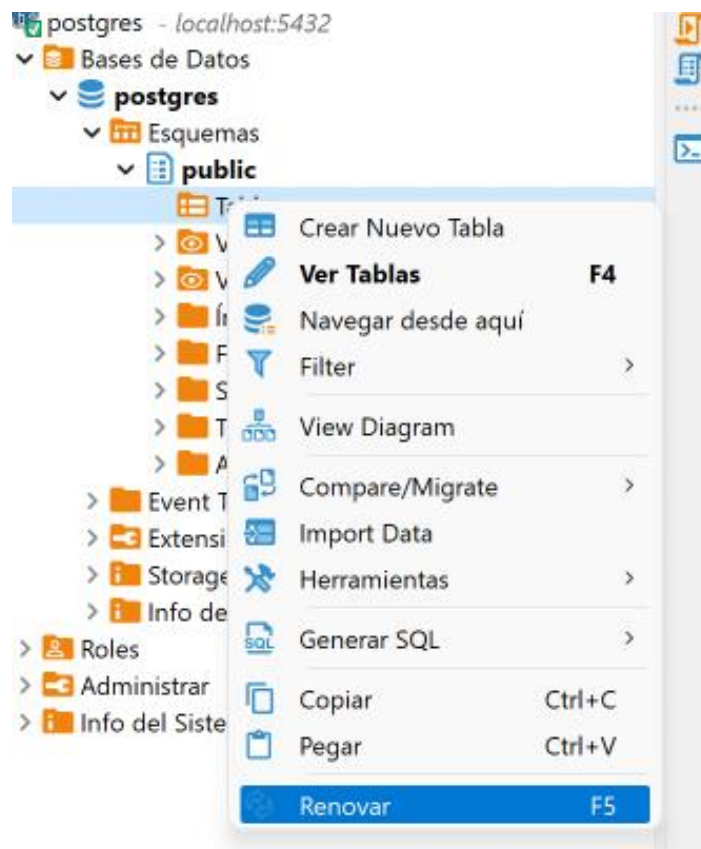 postgres - localhost:5432
Bases de Datos
postgres
Esquemas
public
Crear Nuevo Tabla
V
Ver Tablas F4
V
Navegar desde aquí
F
Filter
S
T
View Diagram
A
Compare/Migrate
Event T
Import Data
Extensi
Herramientas
Storage
Info de
Generar SQL
Roles
Administrar
Copiar Ctrl+C
Info del Siste
Pegar Ctrl+V
Renovar F5